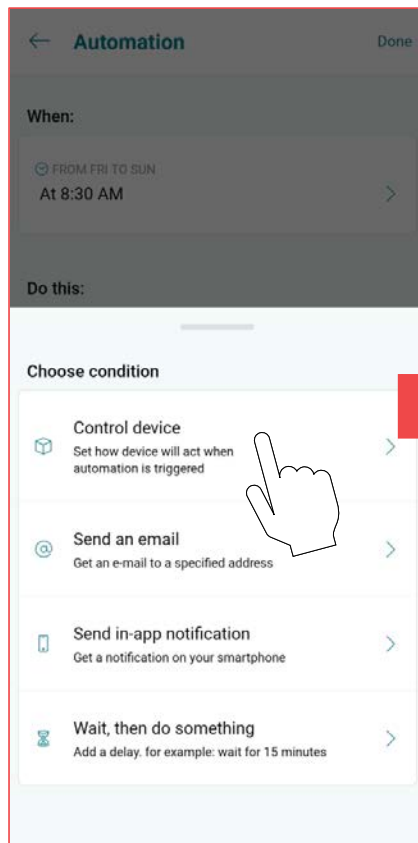 Automation Done
When:
FROM FRI TO SUN
At 8:30 AM
Do this:
Choose condition
Control device
Set how device will act when
automation is triggered
Send an email
Get an e-mail to a specified address
Send in-app notification
Get a notification on your smartphone
Wait, then do something
Add a delay. for example: wait for 15 minutes